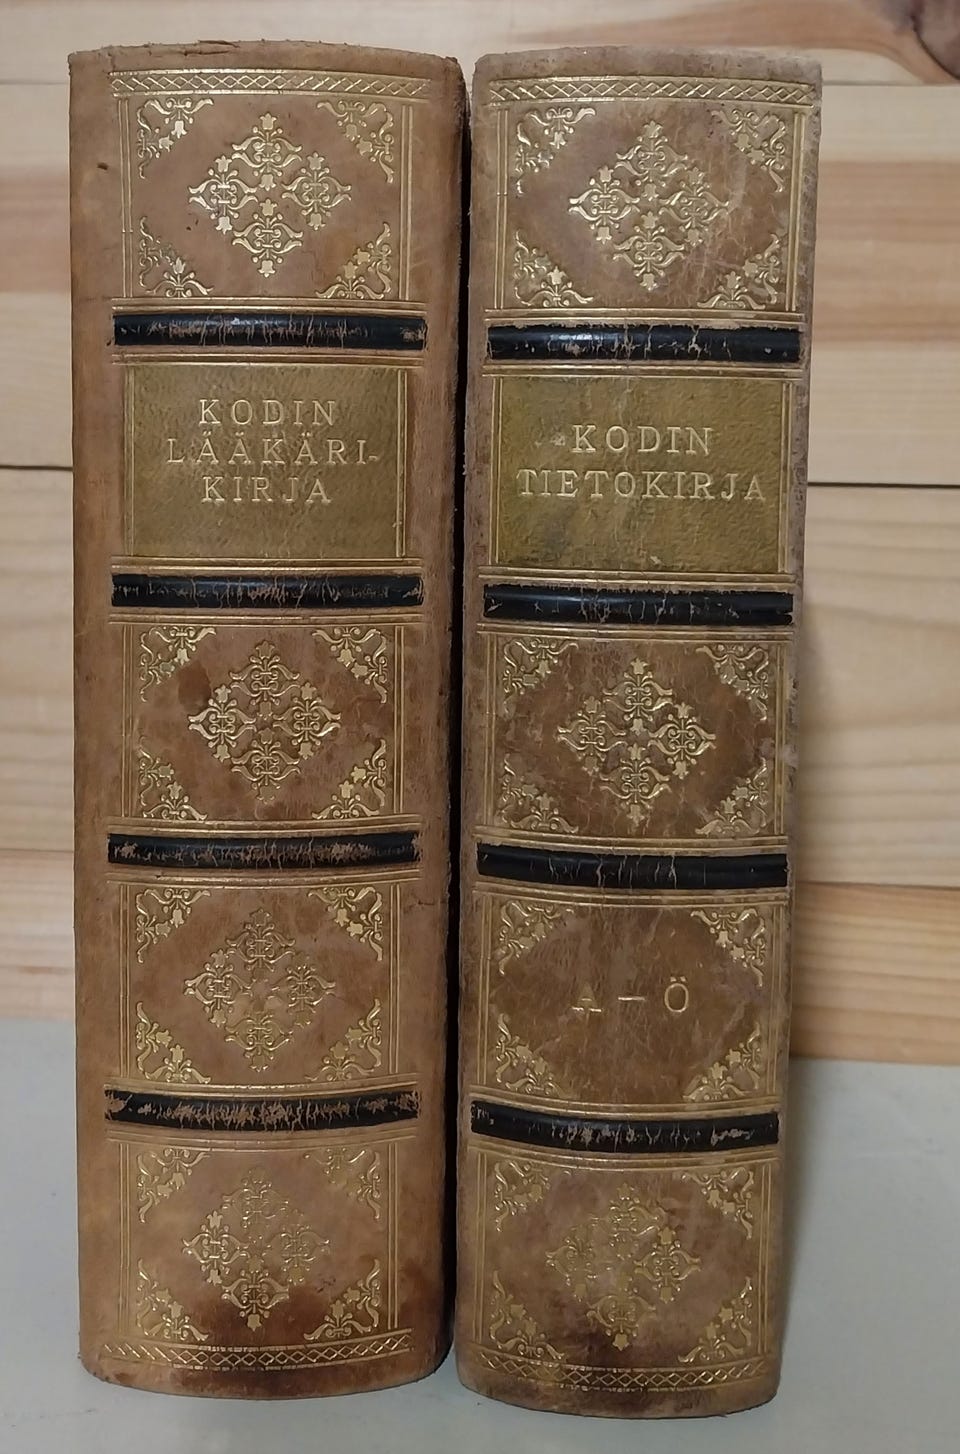 KODIN
LÄÄKÄRI-
KIRJA
KODIN
TIETOKIRJA
A – Ö